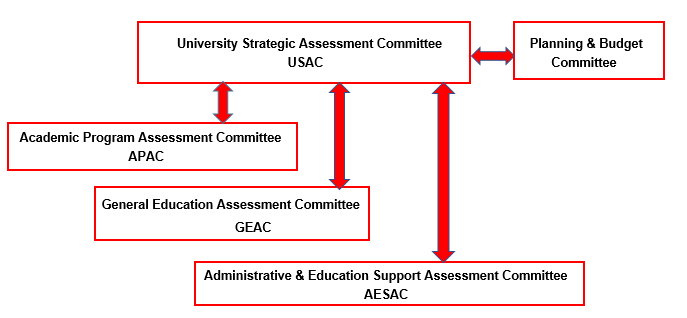 University Strategic Assessment Committee
USAC
Planning & Budget
Committee
Academic Program Assessment Committee
APAC
General Education Assessment Committee
GEAC
Administrative & Education Support Assessment Committee
AESAC